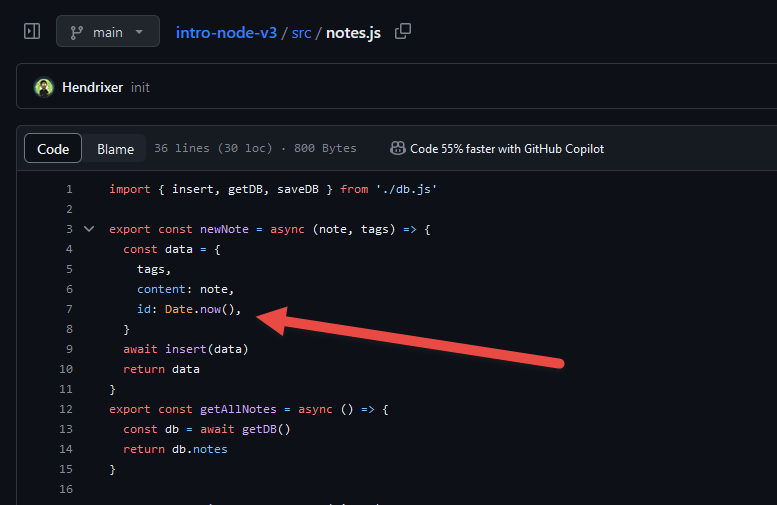 main
intro-node-v3 / src / notes.js
Hendrixer init
Code Blame 36 lines (30 loc) · 800 Bytes Code 55% faster with GitHub Copilot
1 import { insert, getDB, saveDB } from './db.js'
2
3 export const newNote = async (note, tags) => {
4 const data = {
5 tags,
6 content: note,
7 id: Date.now(),
8 }
9 await insert(data)
10 return data
11 }
12 export const getAllNotes = async () => {
13 const db = await getDB()
14 return db.notes
15 }
16